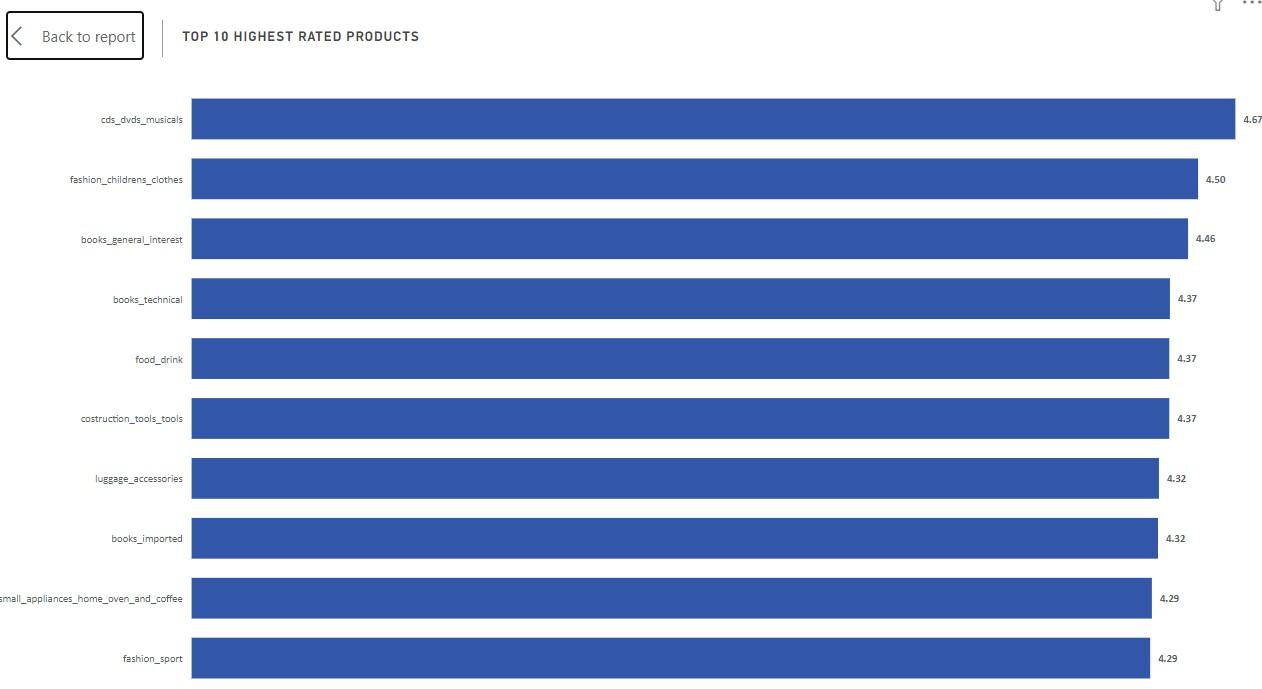 Back to report
TOP 10 HIGHEST RATED PRODUCTS
cds_dvds_musicals 4.67
fashion_childrens_clothes 4.50
books_general_interest 4.46
books_technical 4.37
food_drink 4.37
costruction_tools_tools 4.37
luggage_accessories 4.32
books_imported 4.32
small_appliances_home_oven_and_coffee 4.29
fashion_sport 4.29